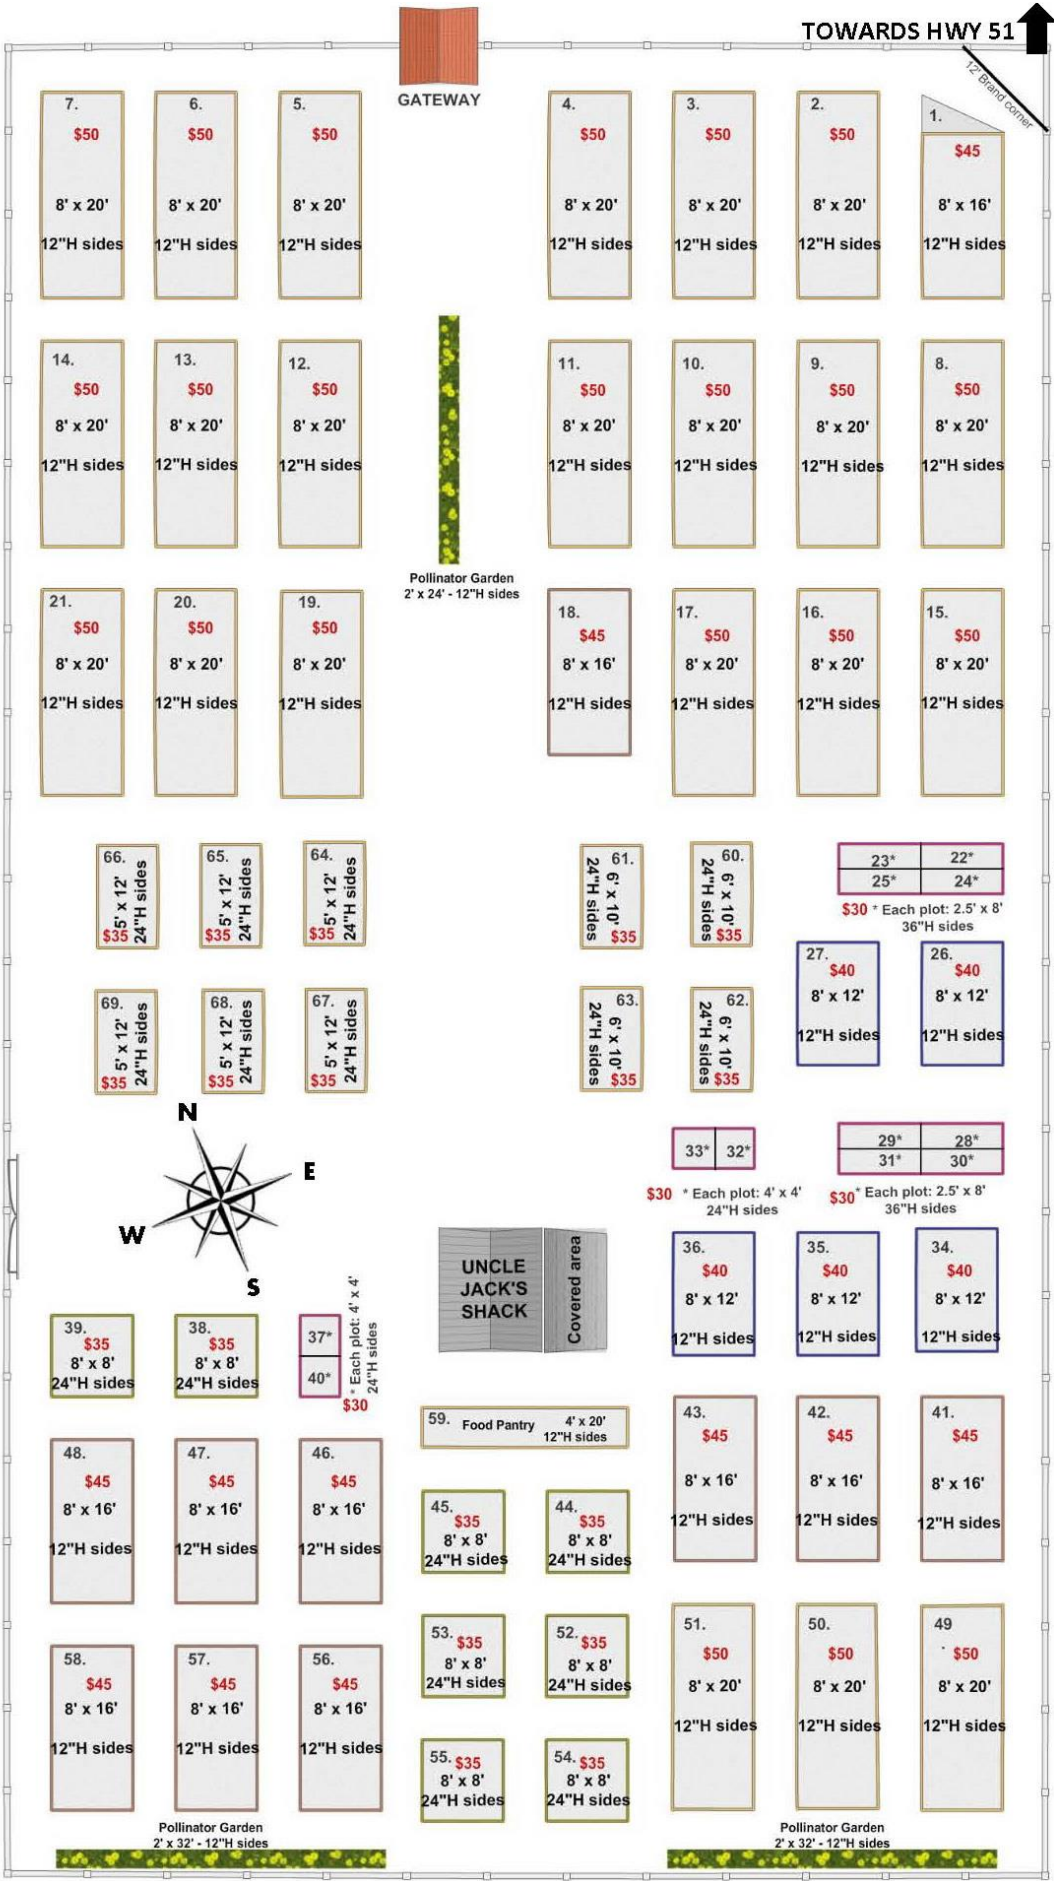 TOWARDS HWY 51
12' Brand corner
GATEWAY
7.
$50
8' x 20'
12"H sides
6.
$50
8' x 20'
12"H sides
5.
$50
8' x 20'
12"H sides
4.
$50
8' x 20'
12"H sides
3.
$50
8' x 20'
12"H sides
2.
$50
8' x 20'
12"H sides
1.
$45
8' x 16'
12"H sides
14.
$50
8' x 20'
12"H sides
13.
$50
8' x 20'
12"H sides
12.
$50
8' x 20'
12"H sides
11.
$50
8' x 20'
12"H sides
10.
$50
8' x 20'
12"H sides
9.
$50
8' x 20'
12"H sides
8.
$50
8' x 20'
12"H sides
Pollinator Garden
2' x 24' - 12"H sides
21.
$50
8' x 20'
12"H sides
20.
$50
8' x 20'
12"H sides
19.
$50
8' x 20'
12"H sides
18.
$45
8' x 16'
12"H sides
17.
$50
8' x 20'
12"H sides
16.
$50
8' x 20'
12"H sides
15.
$50
8' x 20'
12"H sides
66.
5' x 12'
24"H sides
$35
65.
5' x 12'
24"H sides
$35
64.
5' x 12'
24"H sides
$35
61.
6' x 10'
24"H sides
$35
60.
6' x 10'
24"H sides
$35
23* 22*
25* 24*
$30 * Each plot: 2.5' x 8'
36"H sides
27.
$40
8' x 12'
12"H sides
26.
$40
8' x 12'
12"H sides
69.
5' x 12'
24"H sides
$35
68.
5' x 12'
24"H sides
$35
67.
5' x 12'
24"H sides
$35
63.
6' x 10'
24"H sides
$35
62.
6' x 10'
24"H sides
$35
N
E
W
S
33* 32*
$30 * Each plot: 4' x 4'
24"H sides
29* 28*
31* 30*
$30 * Each plot: 2.5' x 8'
36"H sides
UNCLE
JACK'S
SHACK
Covered area
36.
$40
8' x 12'
12"H sides
35.
$40
8' x 12'
12"H sides
34.
$40
8' x 12'
12"H sides
39.
$35
8' x 8'
24"H sides
38.
$35
8' x 8'
24"H sides
37*
40*
* Each plot: 4' x 4'
24"H sides
$30
59. Food Pantry 4' x 20'
12"H sides
43.
$45
8' x 16'
12"H sides
42.
$45
8' x 16'
12"H sides
41.
$45
8' x 16'
12"H sides
48.
$45
8' x 16'
12"H sides
47.
$45
8' x 16'
12"H sides
46.
$45
8' x 16'
12"H sides
45.
$35
8' x 8'
24"H sides
44.
$35
8' x 8'
24"H sides
53. $35
8' x 8'
24"H sides
52. $35
8' x 8'
24"H sides
51.
$50
8' x 20'
12"H sides
50.
$50
8' x 20'
12"H sides
49
. $50
8' x 20'
12"H sides
58.
$45
8' x 16'
12"H sides
57.
$45
8' x 16'
12"H sides
56.
$45
8' x 16'
12"H sides
55. $35
8' x 8'
24"H sides
54. $35
8' x 8'
24"H sides
Pollinator Garden
2' x 32' - 12"H sides
Pollinator Garden
2' x 32' - 12"H sides